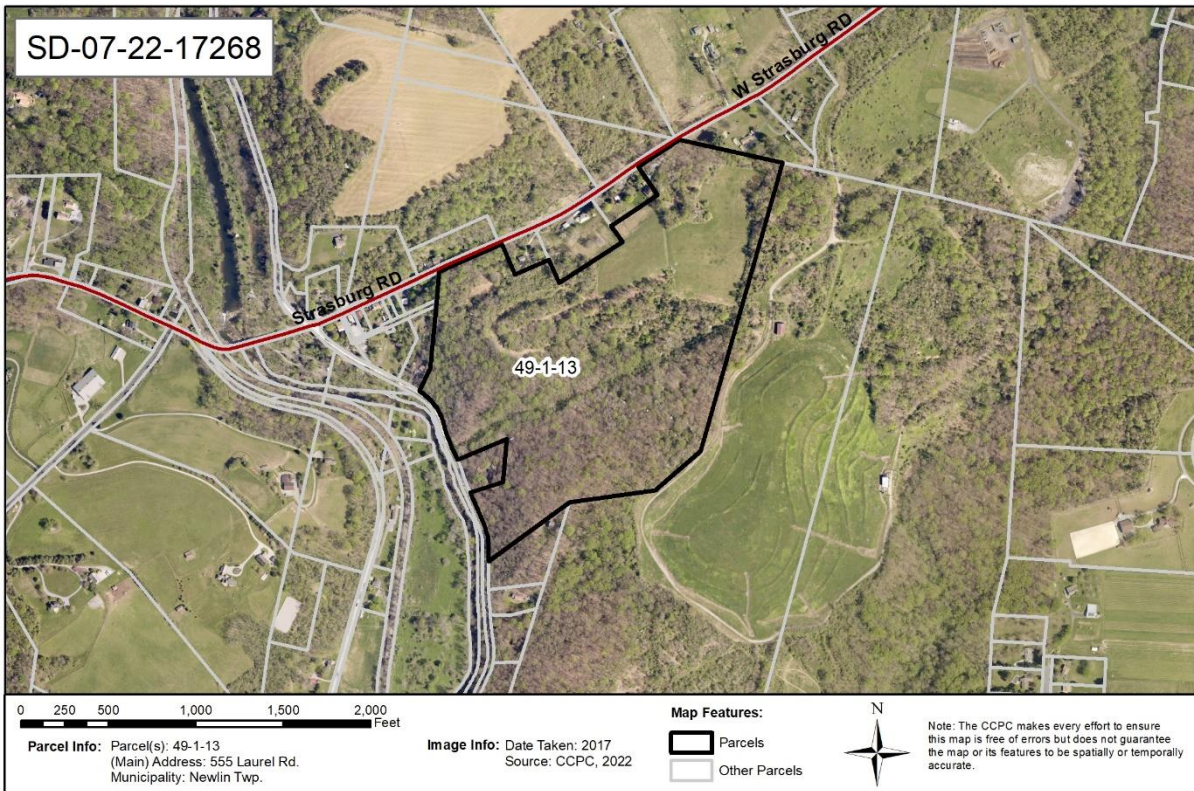 SD-07-22-17268
W Strasburg RD
Strasburg RD
49-1-13
0 250 500 1,000 1,500 2,000
Feet
Parcel Info: Parcel(s): 49-1-13
(Main) Address: 555 Laurel Rd.
Municipality: Newlin Twp.
Image Info: Date Taken: 2017
Source: CCPC, 2022
Map Features:
Parcels
Other Parcels
N
Note: The CCPC makes every effort to ensure
this map is free of errors but does not guarantee
the map or its features to be spatially or temporally
accurate.